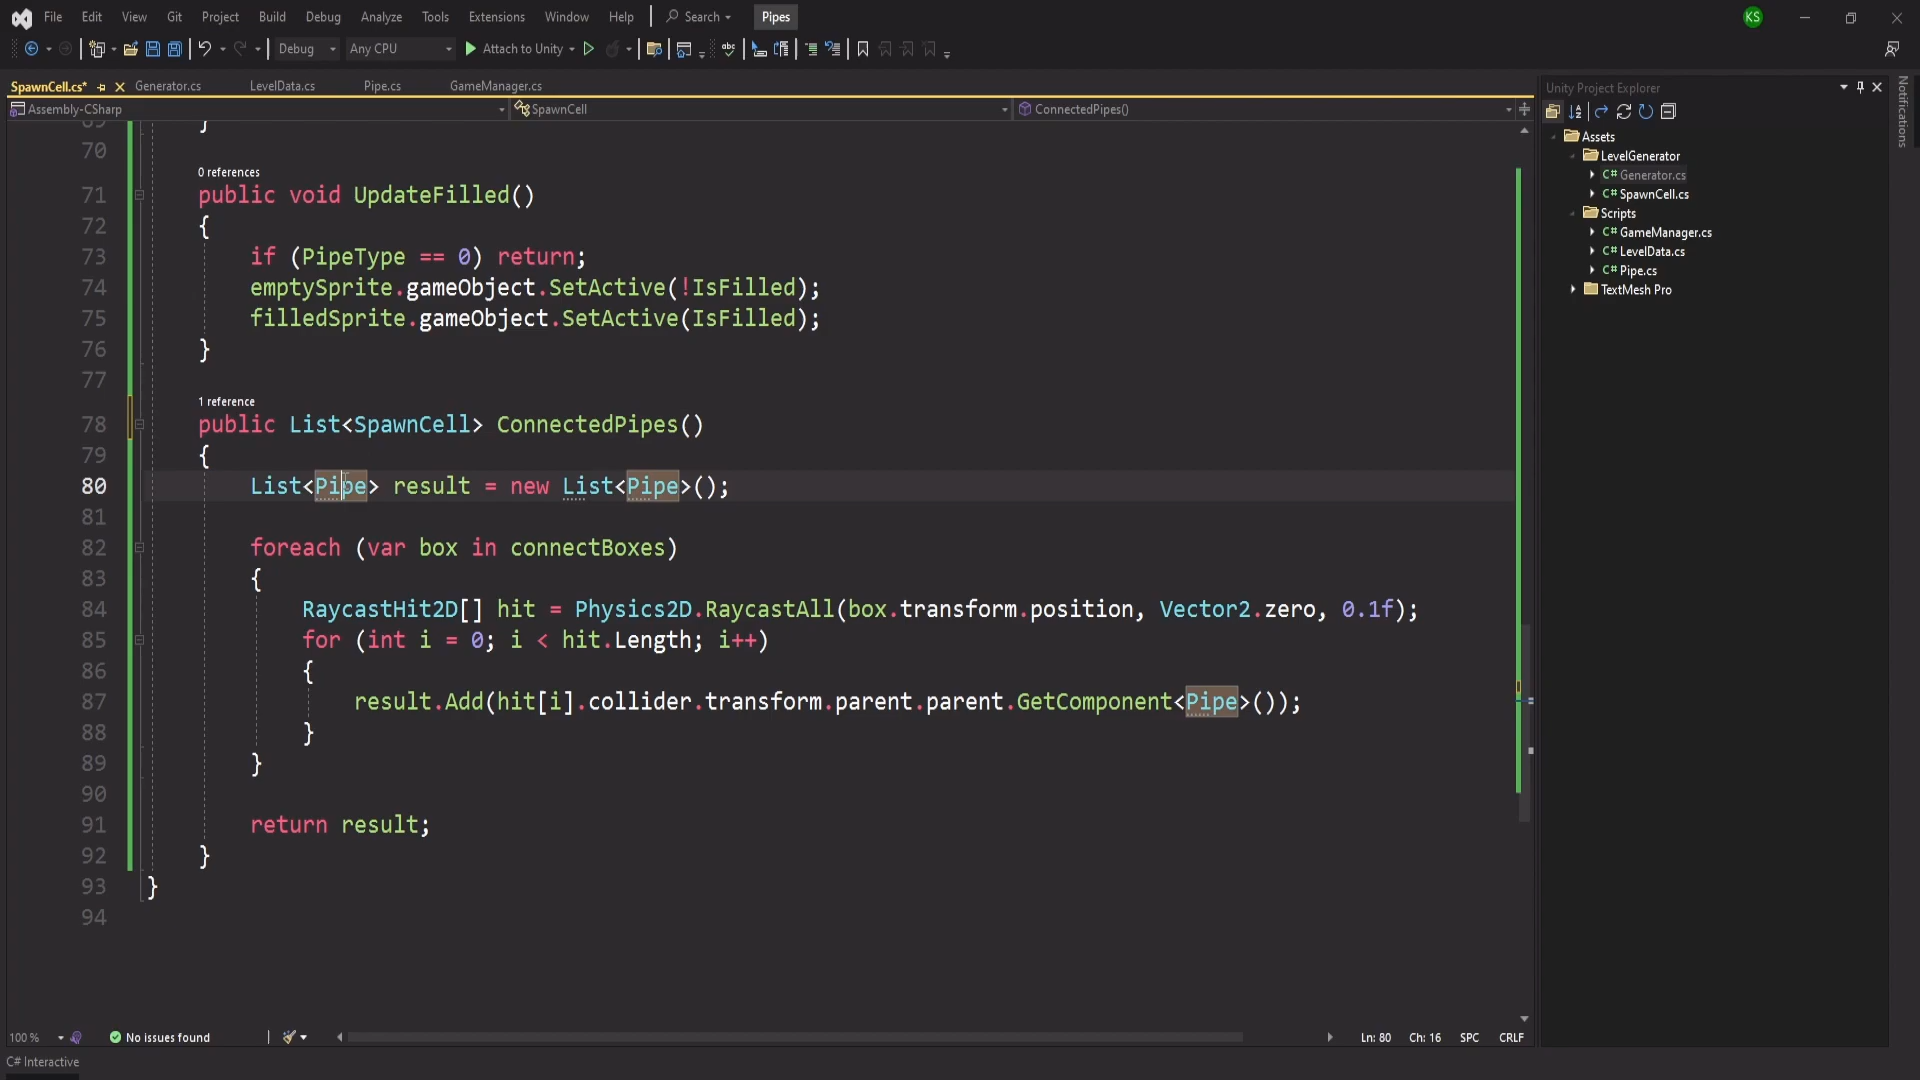 File Edit View Git Project Build Debug Analyze Tools Extensions Window Help Search Pipes KS
Debug Any CPU Attach to Unity abc
SpawnCell.cs* Generator.cs LevelData.cs Pipe.cs GameManager.cs
Assembly-CSharp SpawnCell ConnectedPipes()
69 }
70
0 references
71 public void UpdateFilled()
72 {
73 if (PipeType == 0) return;
74 emptySprite.gameObject.SetActive(!IsFilled);
75 filledSprite.gameObject.SetActive(IsFilled);
76 }
77
1 reference
78 public List<SpawnCell> ConnectedPipes()
79 {
80 List<Pipe> result = new List<Pipe>();
81
82 foreach (var box in connectBoxes)
83 {
84 RaycastHit2D[] hit = Physics2D.RaycastAll(box.transform.position, Vector2.zero, 0.1f);
85 for (int i = 0; i < hit.Length; i++)
86 {
87 result.Add(hit[i].collider.transform.parent.parent.GetComponent<Pipe>());
88 }
89 }
90
91 return result;
92 }
93 }
94
100 % No issues found Ln: 80 Ch: 16 SPC CRLF
C# Interactive
Unity Project Explorer
Assets
LevelGenerator
C# Generator.cs
C# SpawnCell.cs
Scripts
C# GameManager.cs
C# LevelData.cs
C# Pipe.cs
TextMesh Pro
Notifications